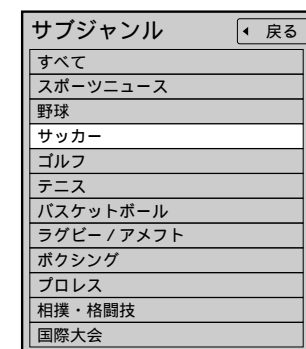 サブジャンル
戻る
すべて
スポーツニュース
野球
サッカー
ゴルフ
テニス
バスケットボール
ラグビー / アメフト
ボクシング
プロレス
相撲・格闘技
国際大会